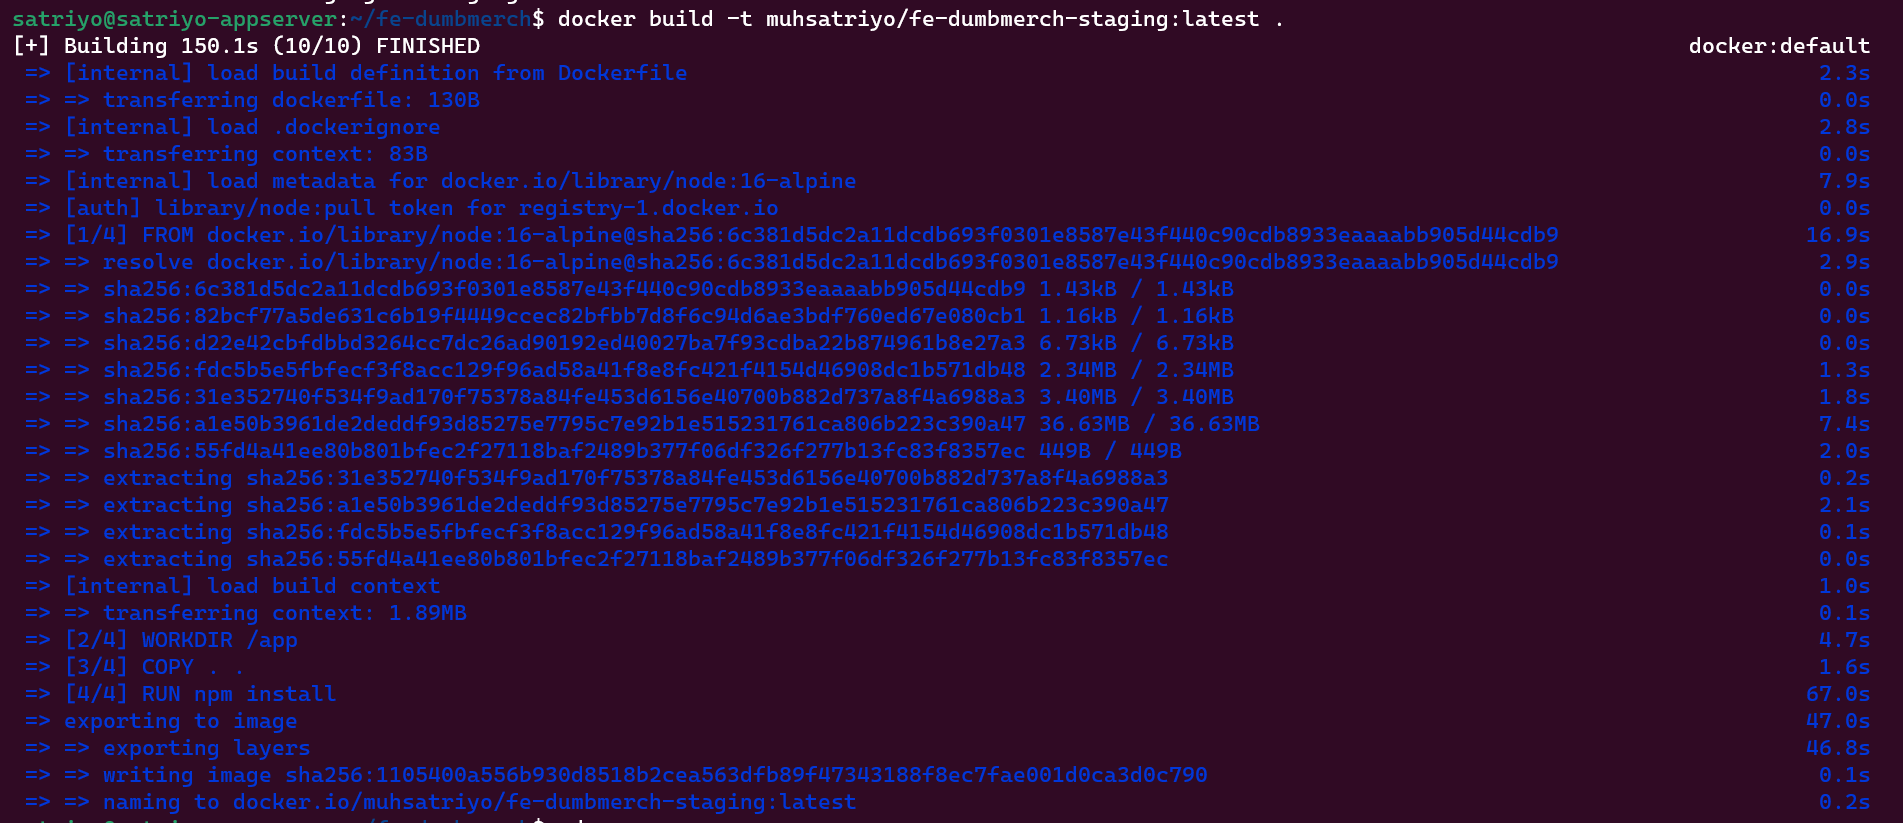 satriyo@satriyo-appserver:~/fe-dumbmerch$ docker build -t muhsatriyo/fe-dumbmerch-staging:latest .
[+] Building 150.1s (10/10) FINISHED docker:default
=> [internal] load build definition from Dockerfile 2.3s
=> => transferring dockerfile: 130B 0.0s
=> [internal] load .dockerignore 2.8s
=> => transferring context: 83B 0.0s
=> [internal] load metadata for docker.io/library/node:16-alpine 7.9s
=> [auth] library/node:pull token for registry-1.docker.io 0.0s
=> [1/4] FROM docker.io/library/node:16-alpine@sha256:6c381d5dc2a11dcdb693f0301e8587e43f440c90cdb8933eaaaabb905d44cdb9 16.9s
=> => resolve docker.io/library/node:16-alpine@sha256:6c381d5dc2a11dcdb693f0301e8587e43f440c90cdb8933eaaaabb905d44cdb9 2.9s
=> => sha256:6c381d5dc2a11dcdb693f0301e8587e43f440c90cdb8933eaaaabb905d44cdb9 1.43kB / 1.43kB 0.0s
=> => sha256:82bcf77a5de631c6b19f4449ccec82bfbb7d8f6c94d6ae3bdf760ed67e080cb1 1.16kB / 1.16kB 0.0s
=> => sha256:d22e42cbfdbbd3264cc7dc26ad90192ed40027ba7f93cdba22b874961b8e27a3 6.73kB / 6.73kB 0.0s
=> => sha256:fdc5b5e5fbfecf3f8acc129f96ad58a41f8e8fc421f4154d46908dc1b571db48 2.34MB / 2.34MB 1.3s
=> => sha256:31e352740f534f9ad170f75378a84fe453d6156e40700b882d737a8f4a6988a3 3.40MB / 3.40MB 1.8s
=> => sha256:a1e50b3961de2deddf93d85275e7795c7e92b1e515231761ca806b223c390a47 36.63MB / 36.63MB 7.4s
=> => sha256:55fd4a41ee80b801bfec2f27118baf2489b377f06df326f277b13fc83f8357ec 449B / 449B 2.0s
=> => extracting sha256:31e352740f534f9ad170f75378a84fe453d6156e40700b882d737a8f4a6988a3 0.2s
=> => extracting sha256:a1e50b3961de2deddf93d85275e7795c7e92b1e515231761ca806b223c390a47 2.1s
=> => extracting sha256:fdc5b5e5fbfecf3f8acc129f96ad58a41f8e8fc421f4154d46908dc1b571db48 0.1s
=> => extracting sha256:55fd4a41ee80b801bfec2f27118baf2489b377f06df326f277b13fc83f8357ec 0.0s
=> [internal] load build context 1.0s
=> => transferring context: 1.89MB 0.1s
=> [2/4] WORKDIR /app 4.7s
=> [3/4] COPY . . 1.6s
=> [4/4] RUN npm install 67.0s
=> exporting to image 47.0s
=> => exporting layers 46.8s
=> => writing image sha256:1105400a556b930d8518b2cea563dfb89f47343188f8ec7fae001d0ca3d0c790 0.1s
=> => naming to docker.io/muhsatriyo/fe-dumbmerch-staging:latest 0.2s